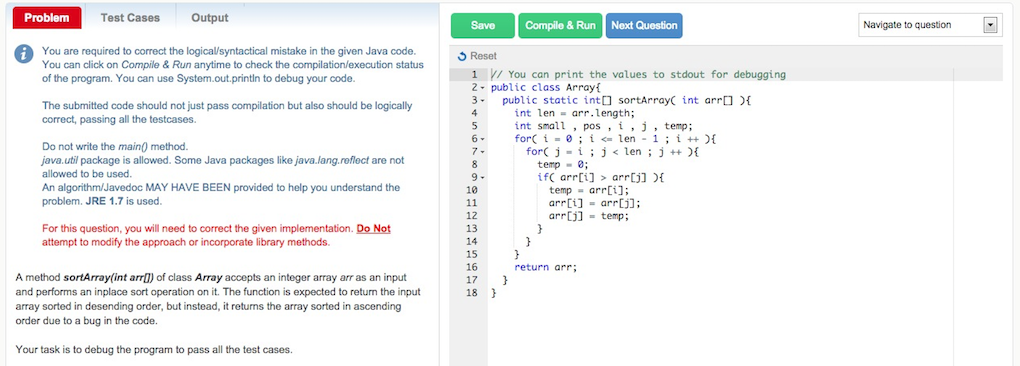 Problem Test Cases Output
You are required to correct the logical/syntactical mistake in the given Java code.
You can click on Compile & Run anytime to check the compilation/execution status
of the program. You can use System.out.println to debug your code.
The submitted code should not just pass compilation but also should be logically
correct, passing all the testcases.
Do not write the main() method.
java.util package is allowed. Some Java packages like java.lang.reflect are not
allowed to be used.
An algorithm/Javedoc MAY HAVE BEEN provided to help you understand the
problem. JRE 1.7 is used.
For this question, you will need to correct the given implementation. Do Not
attempt to modify the approach or incorporate library methods.
A method sortArray(int arr[]) of class Array accepts an integer array arr as an input
and performs an inplace sort operation on it. The function is expected to return the input
array sorted in desending order, but instead, it returns the array sorted in ascending
order due to a bug in the code.
Your task is to debug the program to pass all the test cases.
Save Compile & Run Next Question Navigate to question
Reset
1 // You can print the values to stdout for debugging
2 public class Array{
3 public static int[] sortArray( int arr[] ){
4 int len = arr.length;
5 int small , pos , i , j , temp;
6 for( i = 0 ; i <= len - 1 ; i ++ ){
7 for( j = i ; j < len ; j ++ ){
8 temp = 0;
9 if( arr[i] > arr[j] ){
10 temp = arr[i];
11 arr[i] = arr[j];
12 arr[j] = temp;
13 }
14 }
15 }
16 return arr;
17 }
18 }